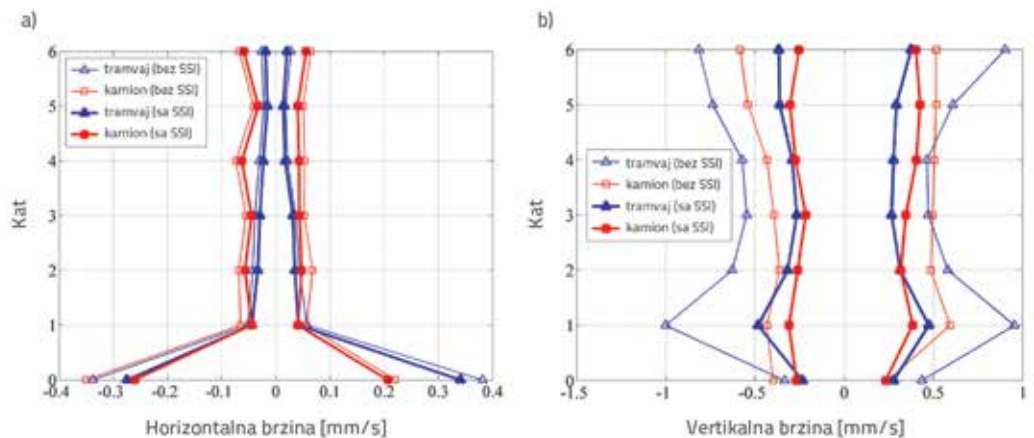 a)
Kat
6
5
4
3
2
1
0
tramvaj (bez SSI)
kamion (bez SSI)
tramvaj (sa SSI)
kamion (sa SSI)
-0.4 -0.3 -0.2 -0.1 0 0.1 0.2 0.3 0.4
Horizontalna brzina [mm/s]
b)
Kat
6
5
4
3
2
1
0
tramvaj (bez SSI)
kamion (bez SSI)
tramvaj (sa SSI)
kamion (sa SSI)
-1.5 -1 -0.5 0 0.5 1
Vertikalna brzina [mm/s]